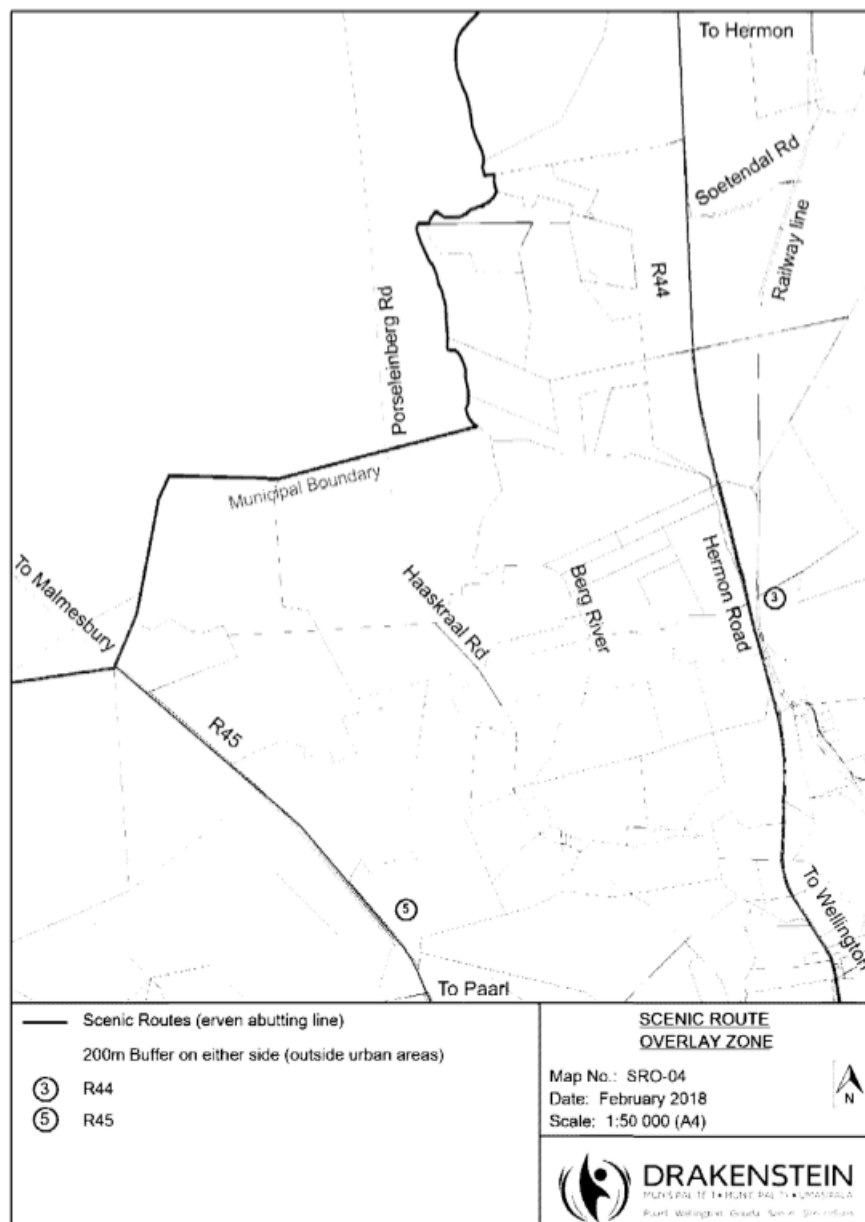 To Hermon
Soetendal Rd
Railway line
R44
Porseleinberg Rd
Municipal Boundary
To Malmesbury
Haaskraal Rd
Berg River
Hermon Road
3
R45
5
To Wellington
To Paarl
Scenic Routes (erven abutting line)
200m Buffer on either side (outside urban areas)
3 R44
5 R45
SCENIC ROUTE
OVERLAY ZONE
Map No.: SRO-04
Date: February 2018
Scale: 1:50 000 (A4)
N
DRAKENSTEIN